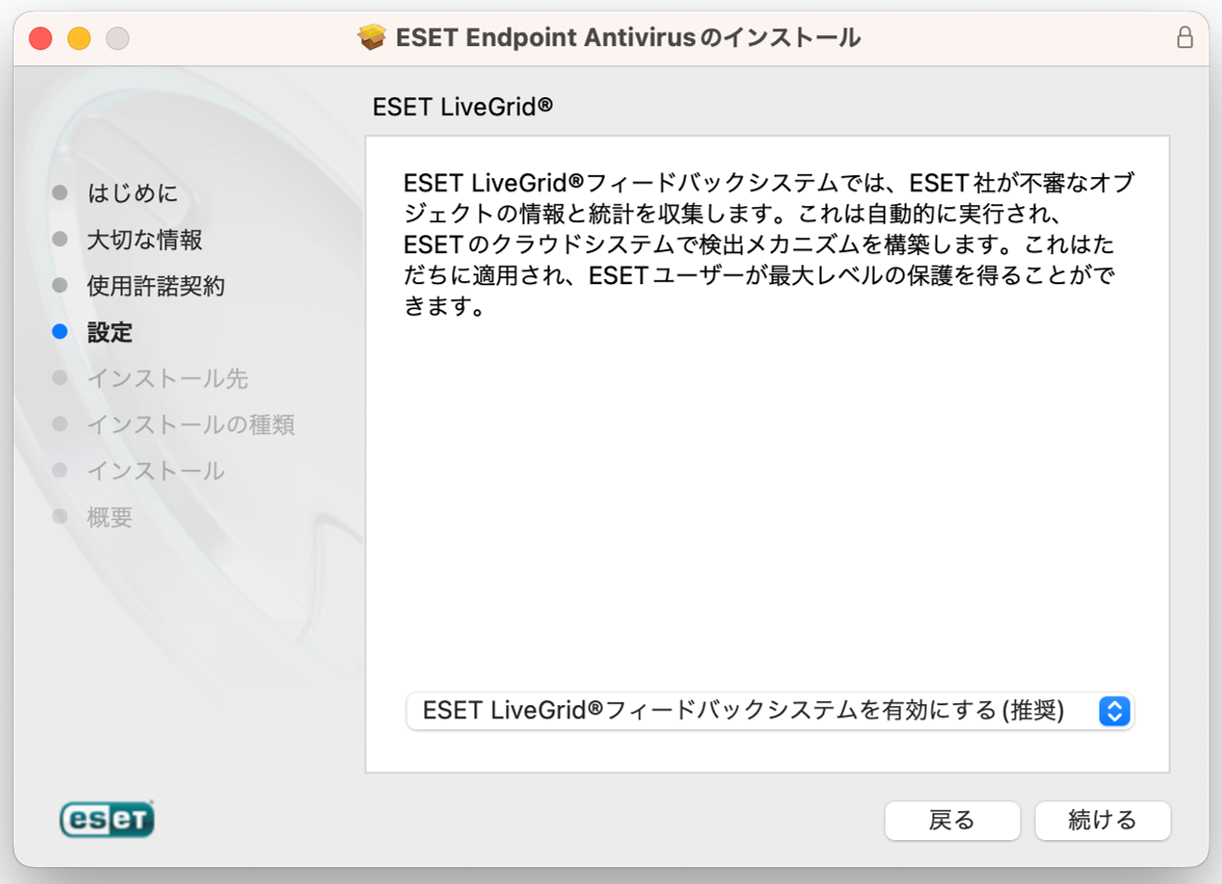 ESET Endpoint Antivirusのインストール
ESET LiveGrid®
はじめに
大切な情報
使用許諾契約
設定
インストール先
インストールの種類
インストール
概要
ESET LiveGrid®フィードバックシステムでは、ESET社が不審なオブ
ジェクトの情報と統計を収集します。これは自動的に実行され、
ESETのクラウドシステムで検出メカニズムを構築します。これはた
だちに適用され、ESETユーザーが最大レベルの保護を得ることがで
きます。
ESET LiveGrid®フィードバックシステムを有効にする (推奨)
eseT
戻る
続ける